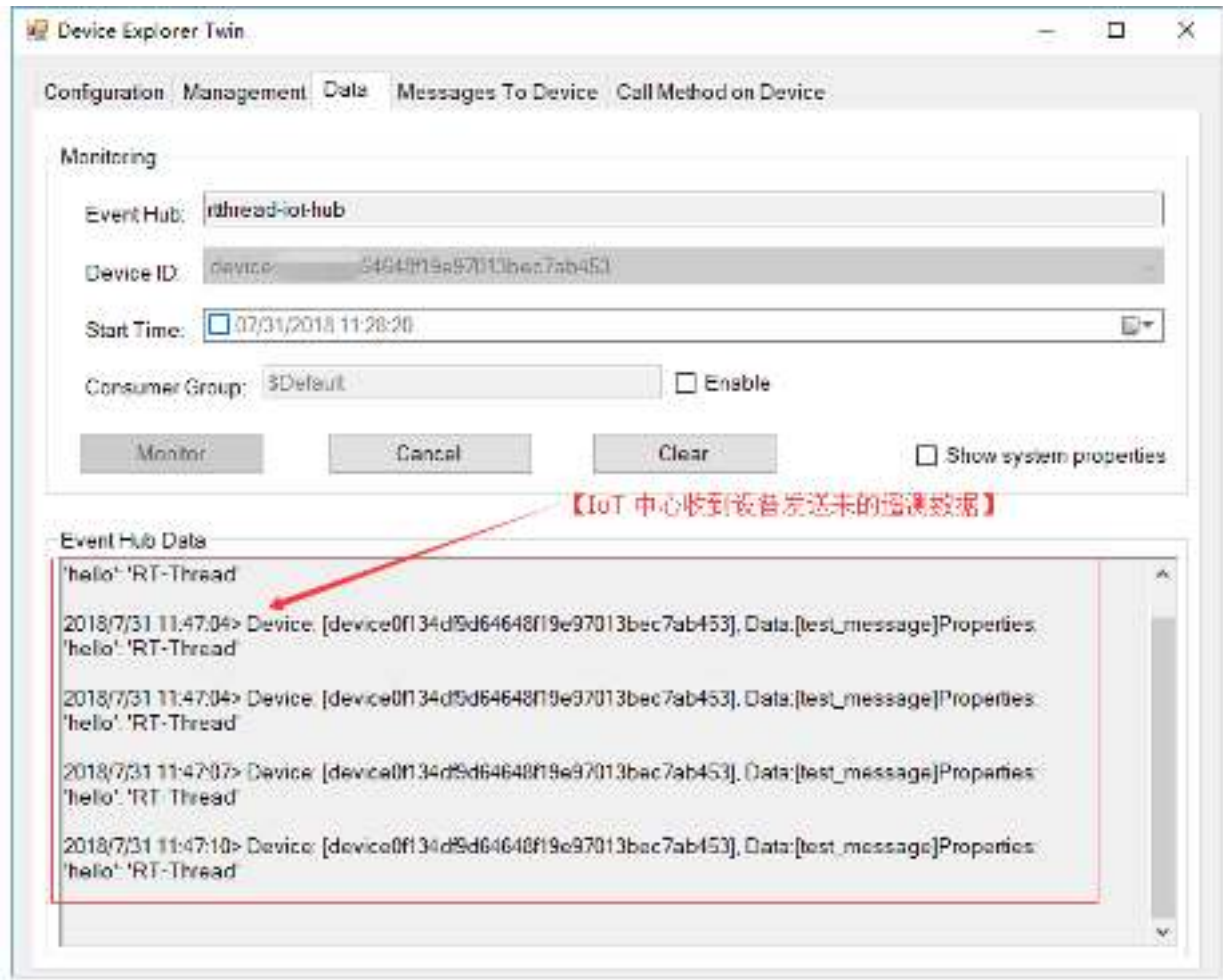 Device Explorer Twin
Configuration Management Data Messages To Device Call Method on Device
Monitoring
Event Hub: rtthread-iot-hub
Device ID: device 64648f19e97013bec7ab453
Start Time: 07/31/2018 11:28:20
Consumer Group: $Default Enable
Monitor Cancel Clear Show system properties
【IoT 中心收到设备发送来的遥测数据】
Event Hub Data
'hello': 'RT-Thread'
2018/7/31 11:47:04> Device: [device0f134df9d64648f19e97013bec7ab453], Data:[test_message]Properties:
'hello': 'RT-Thread'
2018/7/31 11:47:04> Device: [device0f134df9d64648f19e97013bec7ab453], Data:[test_message]Properties:
'hello': 'RT-Thread'
2018/7/31 11:47:07> Device: [device0f134df9d64648f19e97013bec7ab453], Data:[test_message]Properties:
'hello': 'RT-Thread'
2018/7/31 11:47:10> Device: [device0f134df9d64648f19e97013bec7ab453], Data:[test_message]Properties:
'hello': 'RT-Thread'